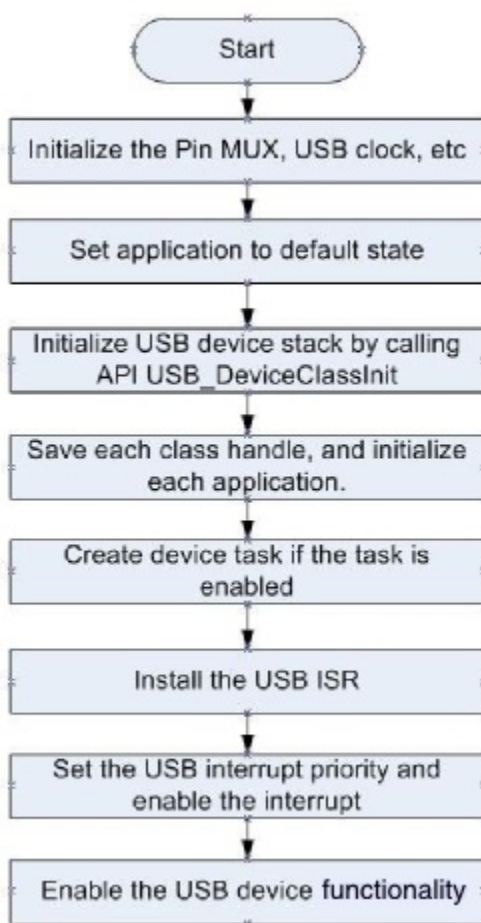 Start
Initialize the Pin MUX, USB clock, etc
Set application to default state
Initialize USB device stack by calling
API USB_DeviceClassInit
Save each class handle, and initialize
each application.
Create device task if the task is
enabled
Install the USB ISR
Set the USB interrupt priority and
enable the interrupt
Enable the USB device functionality